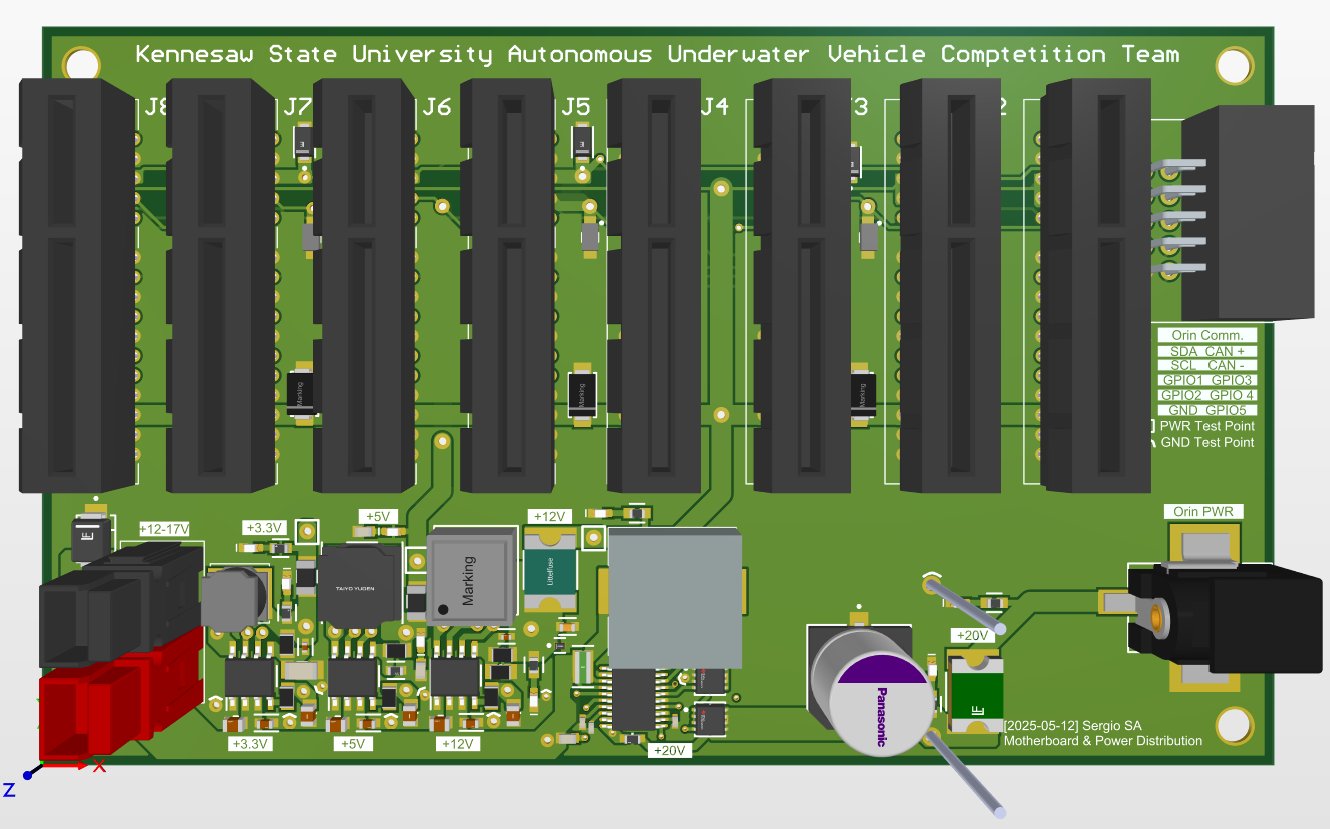 Kennesaw State University Autonomous Underwater Vehicle Comptetition Team
J8
J7
J6
J5
J4
J3
2
Marking
Marking
Marking
Orin Comm.
SDA CAN +
SCL CAN -
GPIO1 GPIO3
GPIO2 GPIO 4
GND GPIO5
PWR Test Point
GND Test Point
+12-17V
+3.3V
+5V
+12V
Orin PWR
LF
TAIYO YUDEN
Marking
Littelfuse
+20V
LF
Panasonic
+3.3V
+5V
+12V
+20V
[2025-05-12] Sergio SA
Motherboard & Power Distribution
X
Z